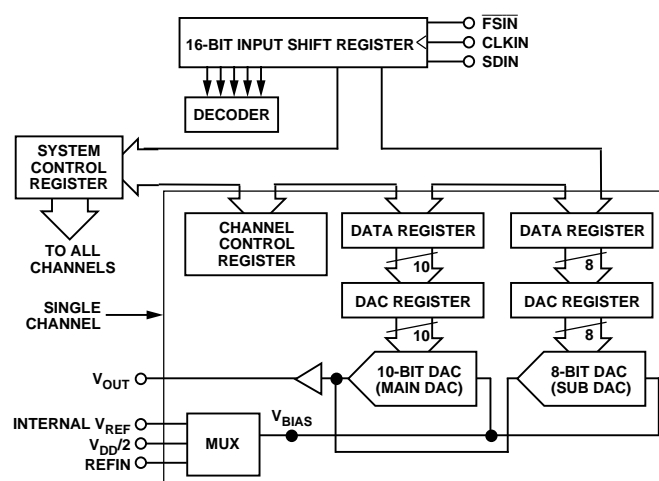 FSIN
16-BIT INPUT SHIFT REGISTER
CLKIN
SDIN
DECODER
SYSTEM
CONTROL
REGISTER
CHANNEL
CONTROL
REGISTER
DATA REGISTER
DATA REGISTER
TO ALL
CHANNELS
10
8
SINGLE
CHANNEL
DAC REGISTER
DAC REGISTER
10
8
VOUT
10-BIT DAC
(MAIN DAC)
8-BIT DAC
(SUB DAC)
INTERNAL VREF
VDD/2
REFIN
MUX
VBIAS